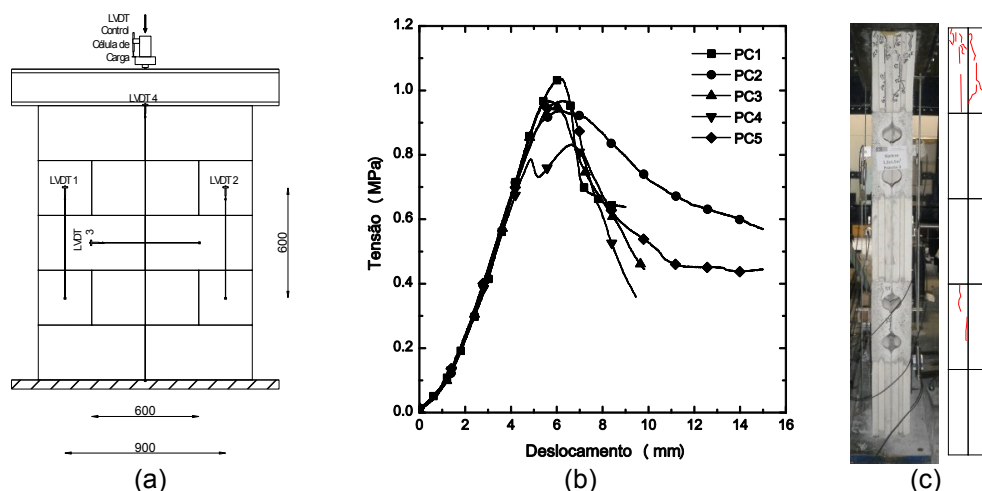 LVDT
Control
Célula de
Carga
LVDT 4
LVDT 1
LVDT 2
LVDT
3
600
600
900
(a)
Tensão (MPa)
1.2
1.0
0.8
0.6
0.4
0.2
0.0
PC1
PC2
PC3
PC4
PC5
0 2 4 6 8 10 12 14 16
Deslocamento ( mm)
(b)
(c)